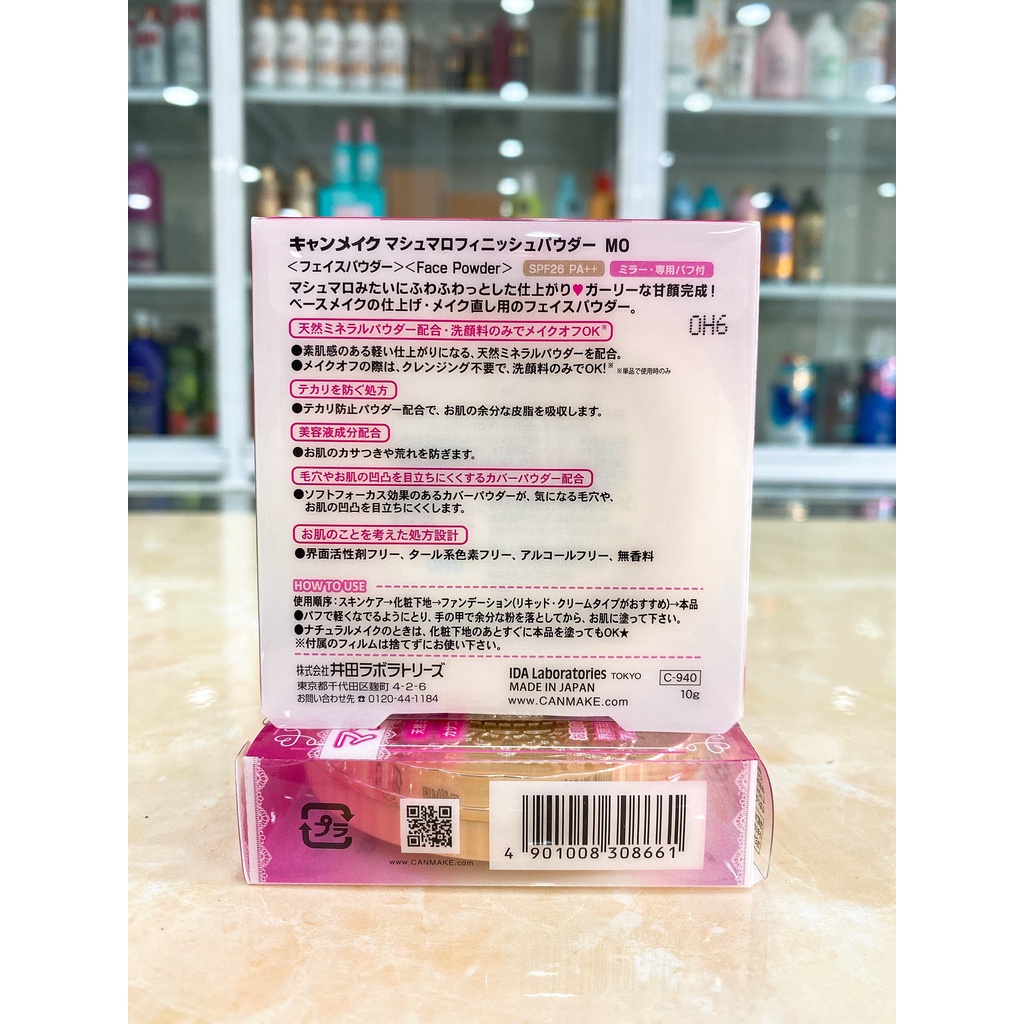 キャンメイク マシュマロフィニッシュパウダー MO
＜フェイスパウダー＞＜Face Powder＞ SPF26 PA++ ミラー・専用パフ付
マシュマロみたいにふわふわっとした仕上がり♥ガーリーな甘顔完成！
ベースメイクの仕上げ・メイク直し用のフェイスパウダー。
0H6
天然ミネラルパウダー配合・洗顔料のみでメイクオフOK※
●素肌感のある軽い仕上がりになる、天然ミネラルパウダーを配合。
●メイクオフの際は、クレンジング不要で、洗顔料のみでOK!※ ※単品で使用時のみ
テカリを防ぐ処方
●テカリ防止パウダー配合で、お肌の余分な皮脂を吸収します。
美容液成分配合
●お肌のカサつきや荒れを防ぎます。
毛穴やお肌の凹凸を目立ちにくくするカバーパウダー配合
●ソフトフォーカス効果のあるカバーパウダーが、気になる毛穴や、
お肌の凹凸を目立ちにくくします。
お肌のことを考えた処方設計
●界面活性剤フリー、タール系色素フリー、アルコールフリー、無香料
HOW TO USE
使用順序：スキンケア→化粧下地→ファンデーション(リキッド・クリームタイプがおすすめ)→本品
●パフで軽くなでるようにとり、手の甲で余分な粉を落としてから、お肌に塗って下さい。
●ナチュラルメイクのときは、化粧下地のあとすぐに本品を塗ってもOK★
※付属のフィルムは捨てずにお使い下さい。
株式会社 井田ラボラトリーズ
東京都千代田区麹町 4-2-6
お問い合わせ先 ☎ 0120-44-1184
IDA Laboratories TOKYO
MADE IN JAPAN
www.CANMAKE.com
C-940
10g
プラ
www.CANMAKE.com
4 901008 308661